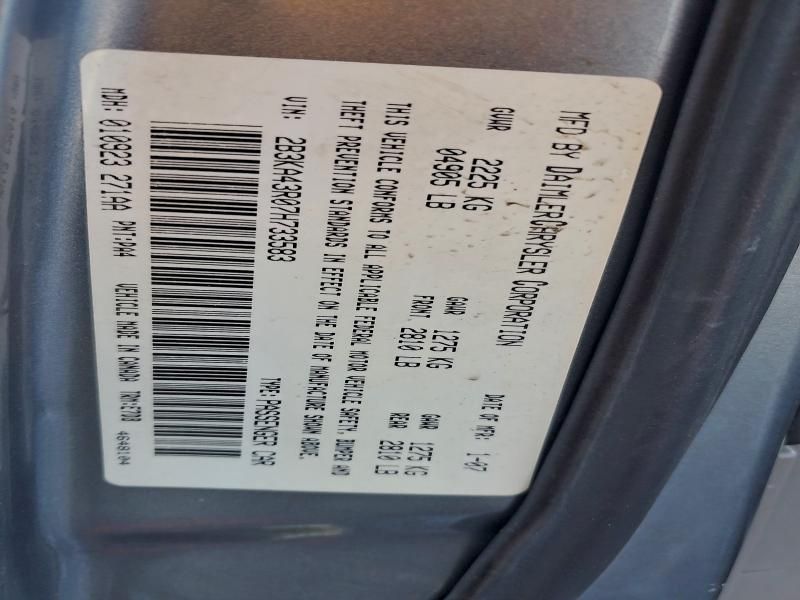 MFD BY DAIMLERCHRYSLER CORPORATION DATE OF MFR: 1-07
GVWR 2225 KG GAWR 1275 KG GAWR 1275 KG
04905 LB FRONT, 2810 LB REAR 2810 LB
THIS VEHICLE CONFORMS TO ALL APPLICABLE FEDERAL MOTOR VEHICLE SAFETY, BUMPER AND
THEFT PREVENTION STANDARDS IN EFFECT ON THE DATE OF MANUFACTURE SHOWN ABOVE.
VIN: 2B3KA43R07H733583 TYPE: PASSENGER CAR
MDH: 010923 271AA PNT: VEHICLE MADE IN CANADA 4648104